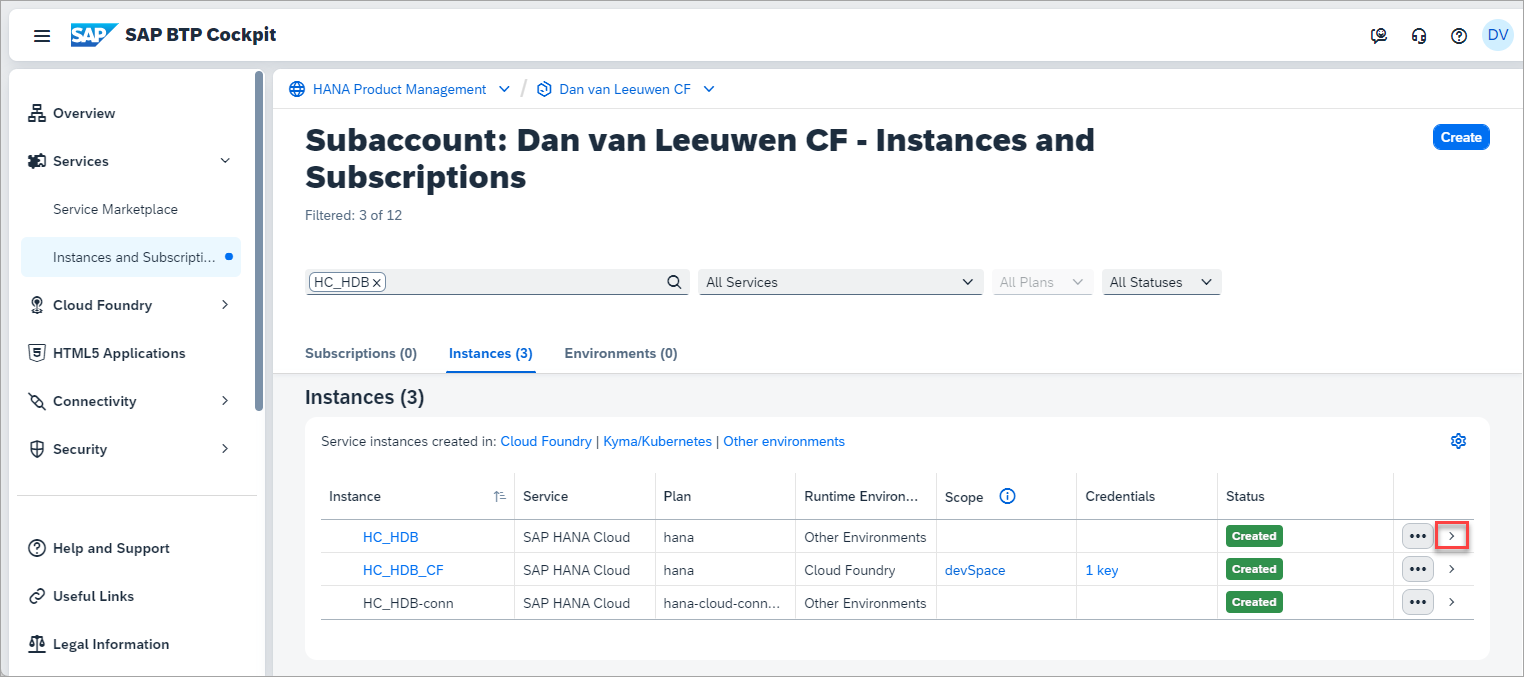 SAP SAP BTP Cockpit
DV
Overview
Services
Service Marketplace
Instances and Subscripti...
Cloud Foundry
HTML5 Applications
Connectivity
Security
Help and Support
Useful Links
Legal Information
HANA Product Management / Dan van Leeuwen CF
Subaccount: Dan van Leeuwen CF - Instances and
Subscriptions
Create
Filtered: 3 of 12
HC_HDB All Services All Plans All Statuses
Subscriptions (0) Instances (3) Environments (0)
Instances (3)
Service instances created in: Cloud Foundry | Kyma/Kubernetes | Other environments
Instance Service Plan Runtime Environ... Scope Credentials Status
HC_HDB SAP HANA Cloud hana Other Environments Created
HC_HDB_CF SAP HANA Cloud hana Cloud Foundry devSpace 1 key Created
HC_HDB-conn SAP HANA Cloud hana-cloud-conn... Other Environments Created